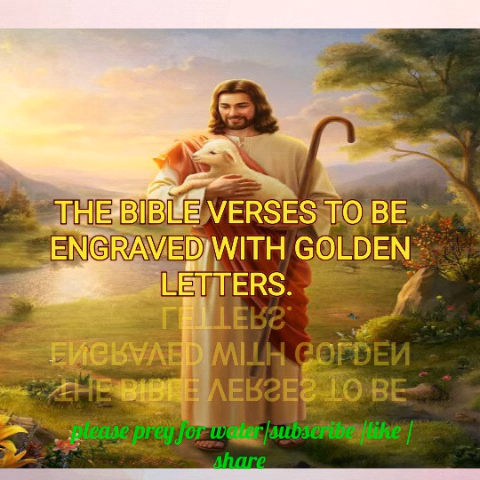 THE BIBLE VERSES TO BE
ENGRAVED WITH GOLDEN
LETTERS.
please prey for water/subscribe /like /
share